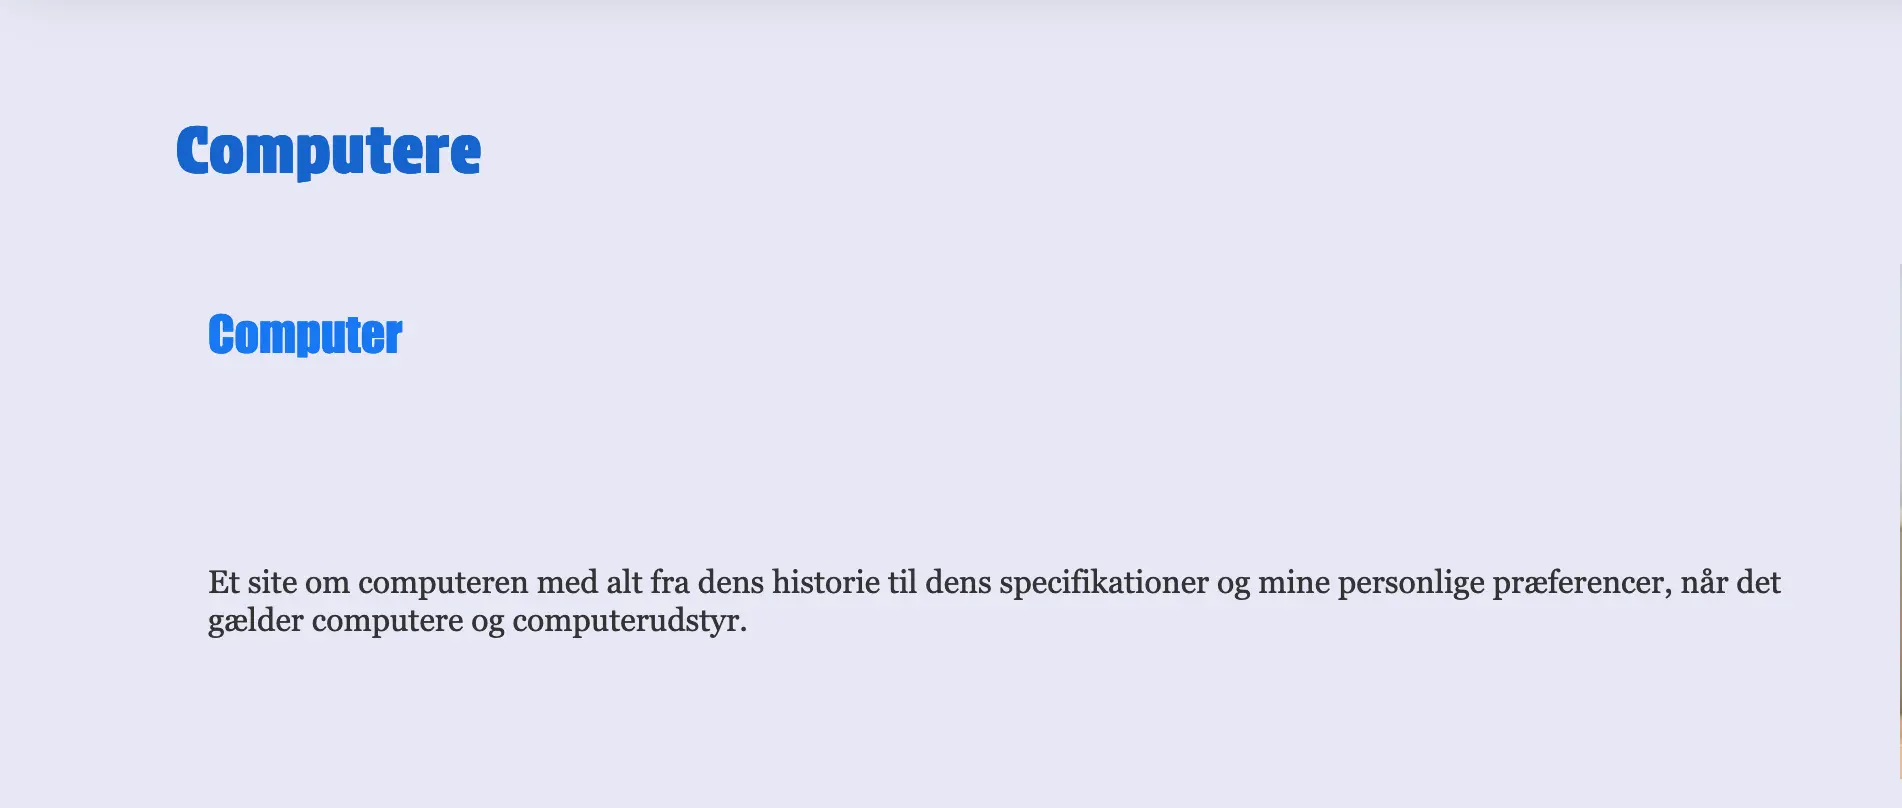 Computere
Computer
Et site om computeren med alt fra dens historie til dens specifikationer og mine personlige præferencer, når det
gælder computere og computerudstyr.